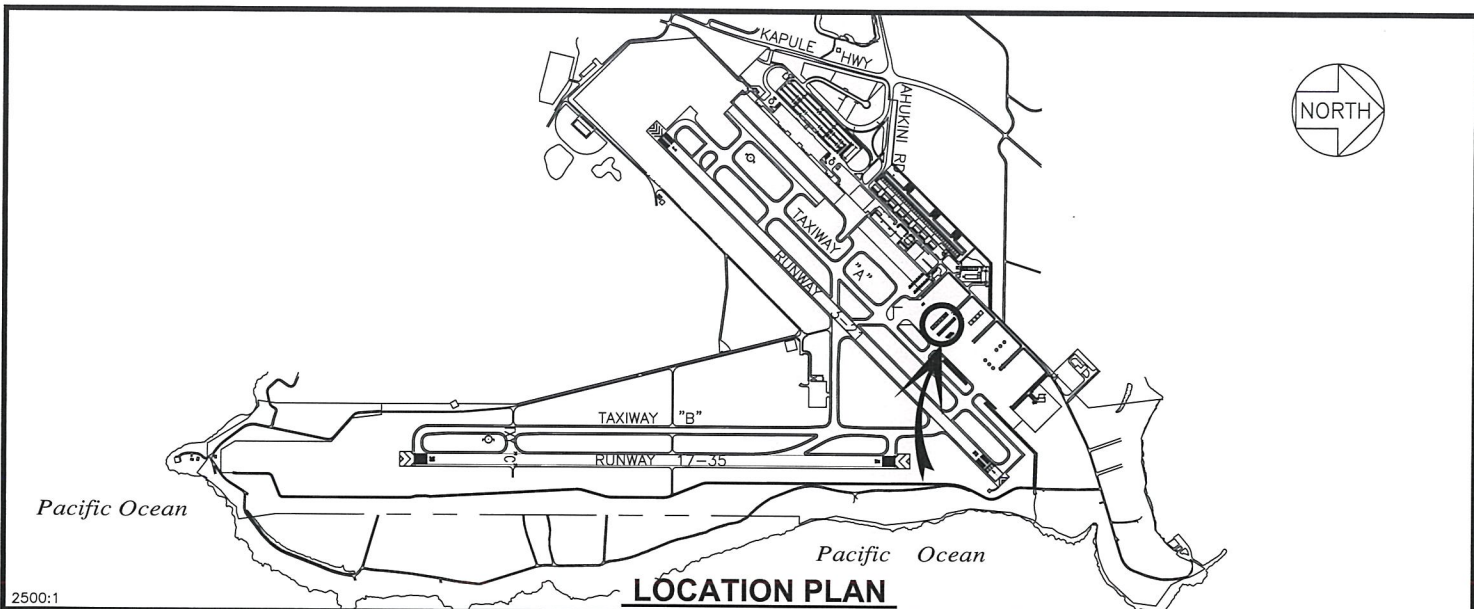 KAPULE HWY
AHUKINI RD
NORTH
TAXIWAY "A"
RUNWAY
TAXIWAY "B"
"C"
RUNWAY 17-35
Pacific Ocean
Pacific Ocean
2500:1
LOCATION PLAN